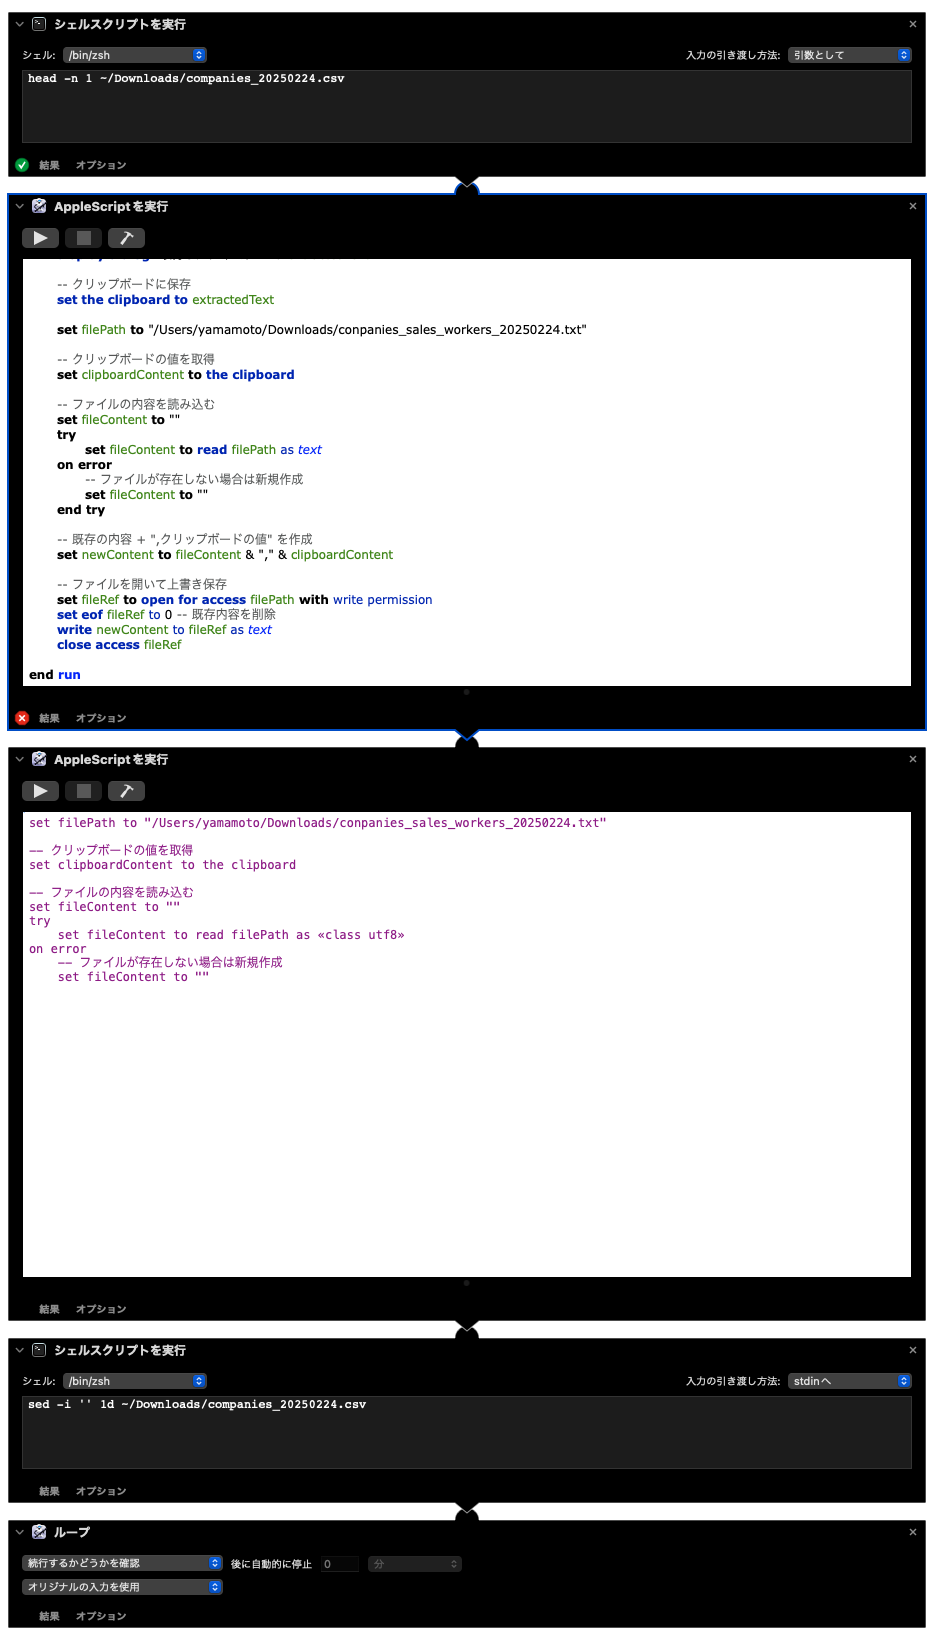 シェルスクリプトを実行
シェル: /bin/zsh 入力の引き渡し方法: 引数として
head -n 1 ~/Downloads/companies_20250224.csv
結果 オプション
AppleScriptを実行
-- クリップボードに保存
set the clipboard to extractedText
set filePath to "/Users/yamamoto/Downloads/conpanies_sales_workers_20250224.txt"
-- クリップボードの値を取得
set clipboardContent to the clipboard
-- ファイルの内容を読み込む
set fileContent to ""
try
set fileContent to read filePath as text
on error
-- ファイルが存在しない場合は新規作成
set fileContent to ""
end try
-- 既存の内容 + ",クリップボードの値" を作成
set newContent to fileContent & "," & clipboardContent
-- ファイルを開いて上書き保存
set fileRef to open for access filePath with write permission
set eof fileRef to 0 -- 既存内容を削除
write newContent to fileRef as text
close access fileRef
end run
結果 オプション
AppleScriptを実行
set filePath to "/Users/yamamoto/Downloads/conpanies_sales_workers_20250224.txt"
-- クリップボードの値を取得
set clipboardContent to the clipboard
-- ファイルの内容を読み込む
set fileContent to ""
try
set fileContent to read filePath as «class utf8»
on error
-- ファイルが存在しない場合は新規作成
set fileContent to ""
結果 オプション
シェルスクリプトを実行
シェル: /bin/zsh 入力の引き渡し方法: stdinへ
sed -i '' 1d ~/Downloads/companies_20250224.csv
結果 オプション
ループ
続行するかどうかを確認 後に自動的に停止 0 分
オリジナルの入力を使用
結果 オプション